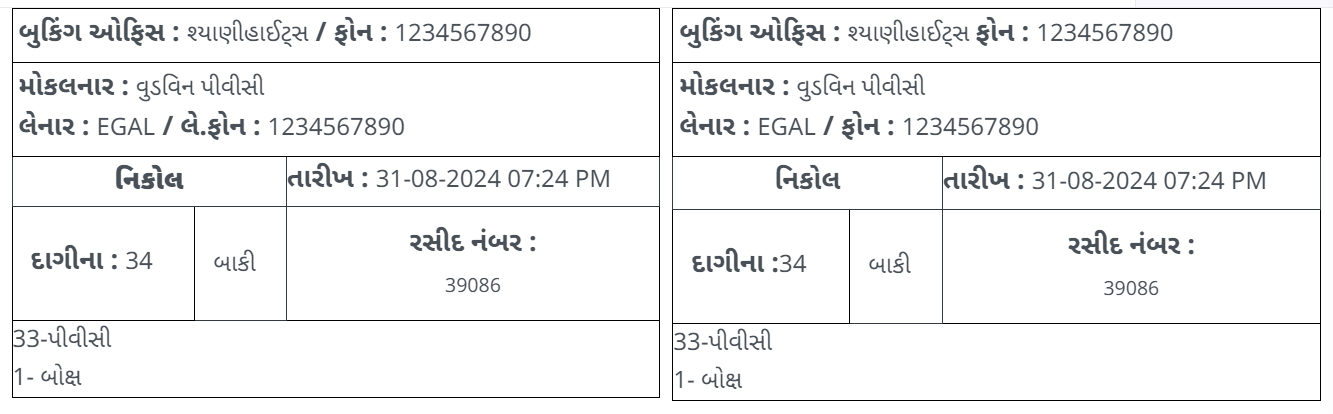 બુકિંગ ઓફિસ : શ્યાણીહાઈટ્સ / ફોન : 1234567890
મોકલનાર : વુડવિન પીવીસી
લેનાર : EGAL / લે.ફોન : 1234567890
નિકોલ
તારીખ : 31-08-2024 07:24 PM
દાગીના : 34
બાકી
રસીદ નંબર :
39086
33-પીવીસી
1- બોક્ષ
બુકિંગ ઓફિસ : શ્યાણીહાઈટ્સ ફોન : 1234567890
મોકલનાર : વુડવિન પીવીસી
લેનાર : EGAL / ફોન : 1234567890
નિકોલ
તારીખ : 31-08-2024 07:24 PM
દાગીના :34
બાકી
રસીદ નંબર :
39086
33-પીવીસી
1- બોક્ષ